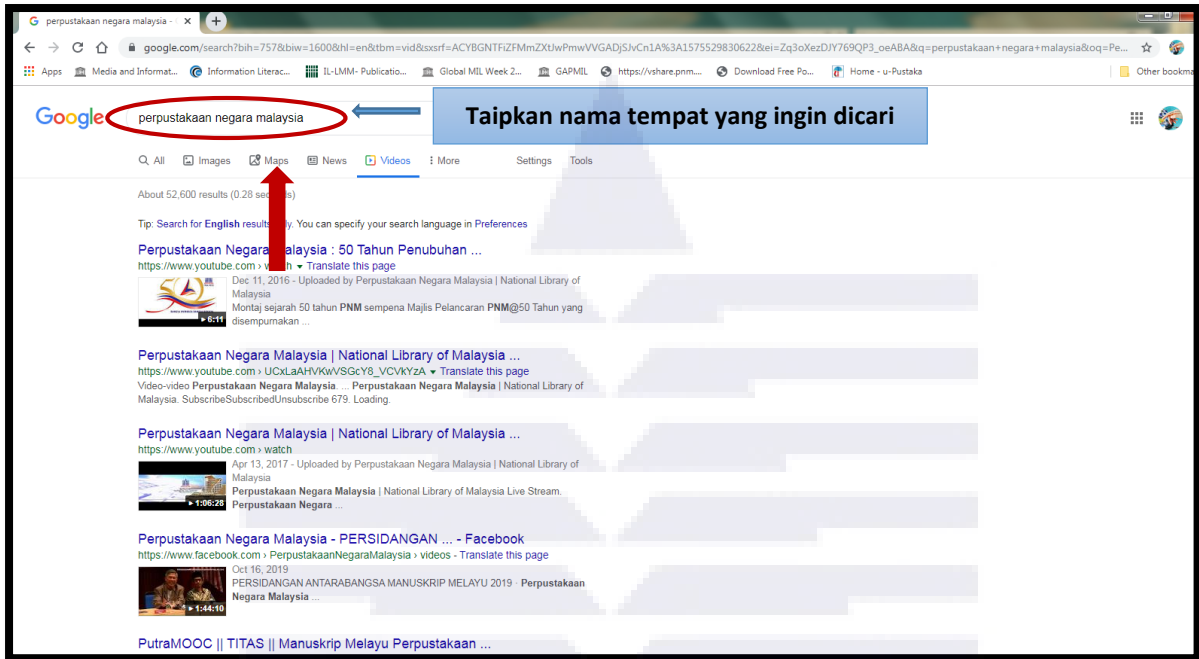 perpustakaan negara malaysia - 
google.com/search?bih=757&biw=1600&hl=en&tbm=vid&sxsrf=ACYBGNTFiZFMmZXtJwPmwVVGADjSJvCn1A%3A1575529830622&ei=Zq3oXezDJY769QP3_oeABA&q=perpustakaan+negara+malaysia&oq=Pe...
Apps Media and Informat... Information Literac... IL-LMM- Publicatio... Global MIL Week 2... GAPMIL https://vshare.pnm.... Download Free Po... Home - u-Pustaka Other bookma
Google perpustakaan negara malaysia
Taipkan nama tempat yang ingin dicari
All Images Maps News Videos More Settings Tools
About 52,600 results (0.28
Tip: Search for English You can specify your search language in Preferences
Perpustakaan Negara Malaysia : 50 Tahun Penubuhan ...
https://www.youtube.com › watch Translate this page
Dec 11, 2016 - Uploaded by Perpustakaan Negara Malaysia | National Library of
Malaysia
Montaj sejarah 50 tahun PNM sempena Majlis Pelancaran PNM@50 Tahun yang
disempurnakan ...
6:11
Perpustakaan Negara Malaysia | National Library of Malaysia ...
https://www.youtube.com › UCxLaAHVKwVSGcY8_VCVkYzA Translate this page
Video-video Perpustakaan Negara Malaysia. ... Perpustakaan Negara Malaysia | National Library of
Malaysia. SubscribeSubscribedUnsubscribe 679. Loading.
Perpustakaan Negara Malaysia | National Library of Malaysia ...
https://www.youtube.com › watch
Apr 13, 2017 - Uploaded by Perpustakaan Negara Malaysia | National Library of
Malaysia
Perpustakaan Negara Malaysia | National Library of Malaysia Live Stream.
Perpustakaan Negara ...
1:06:28
Perpustakaan Negara Malaysia - PERSIDANGAN ... - Facebook
https://www.facebook.com › PerpustakaanNegaraMalaysia › videos - Translate this page
Oct 16, 2019
PERSIDANGAN ANTARABANGSA MANUSKRIP MELAYU 2019 · Perpustakaan
Negara Malaysia ...
1:44:10
PutraMOOC || TITAS || Manuskrip Melayu Perpustakaan ...